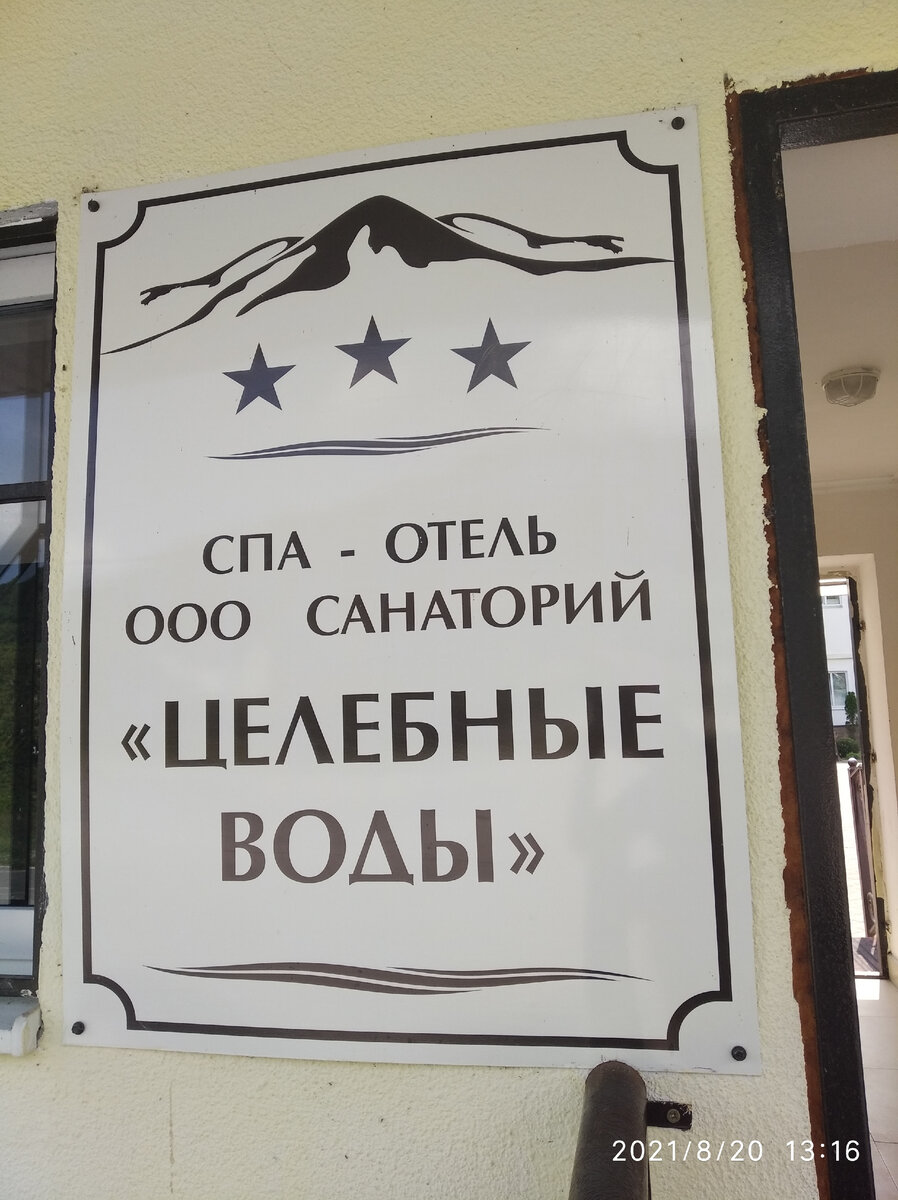 СПА - ОТЕЛЬ
ООО САНАТОРИЙ
«ЦЕЛЕБНЫЕ
ВОДЫ»
2021/8/20 13:16